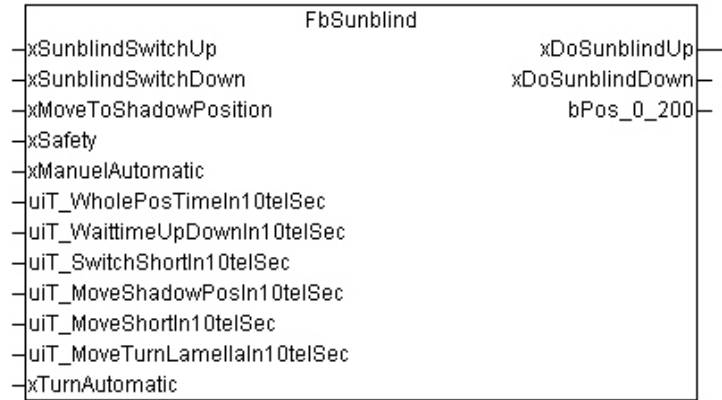 FbSunblind
xSunblindSwitchUp xDoSunblindUp
xSunblindSwitchDown xDoSunblindDown
xMoveToShadowPosition bPos_0_200
xSafety
xManuelAutomatic
uiT_WholePosTimeIn10telSec
uiT_WaittimeUpDownIn10telSec
uiT_SwitchShortIn10telSec
uiT_MoveShadowPosIn10telSec
uiT_MoveShortIn10telSec
uiT_MoveTurnLamellaIn10telSec
xTurnAutomatic